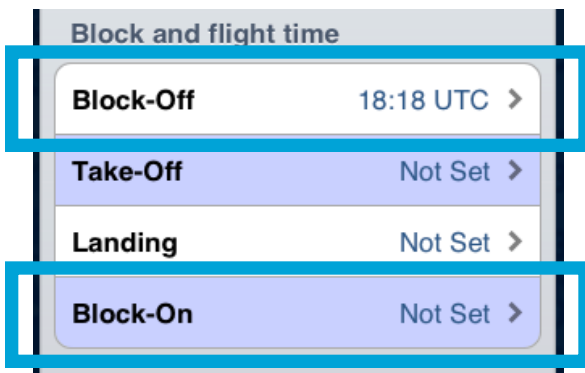 Block and flight time
Block-Off 18:18 UTC
Take-Off Not Set
Landing Not Set
Block-On Not Set